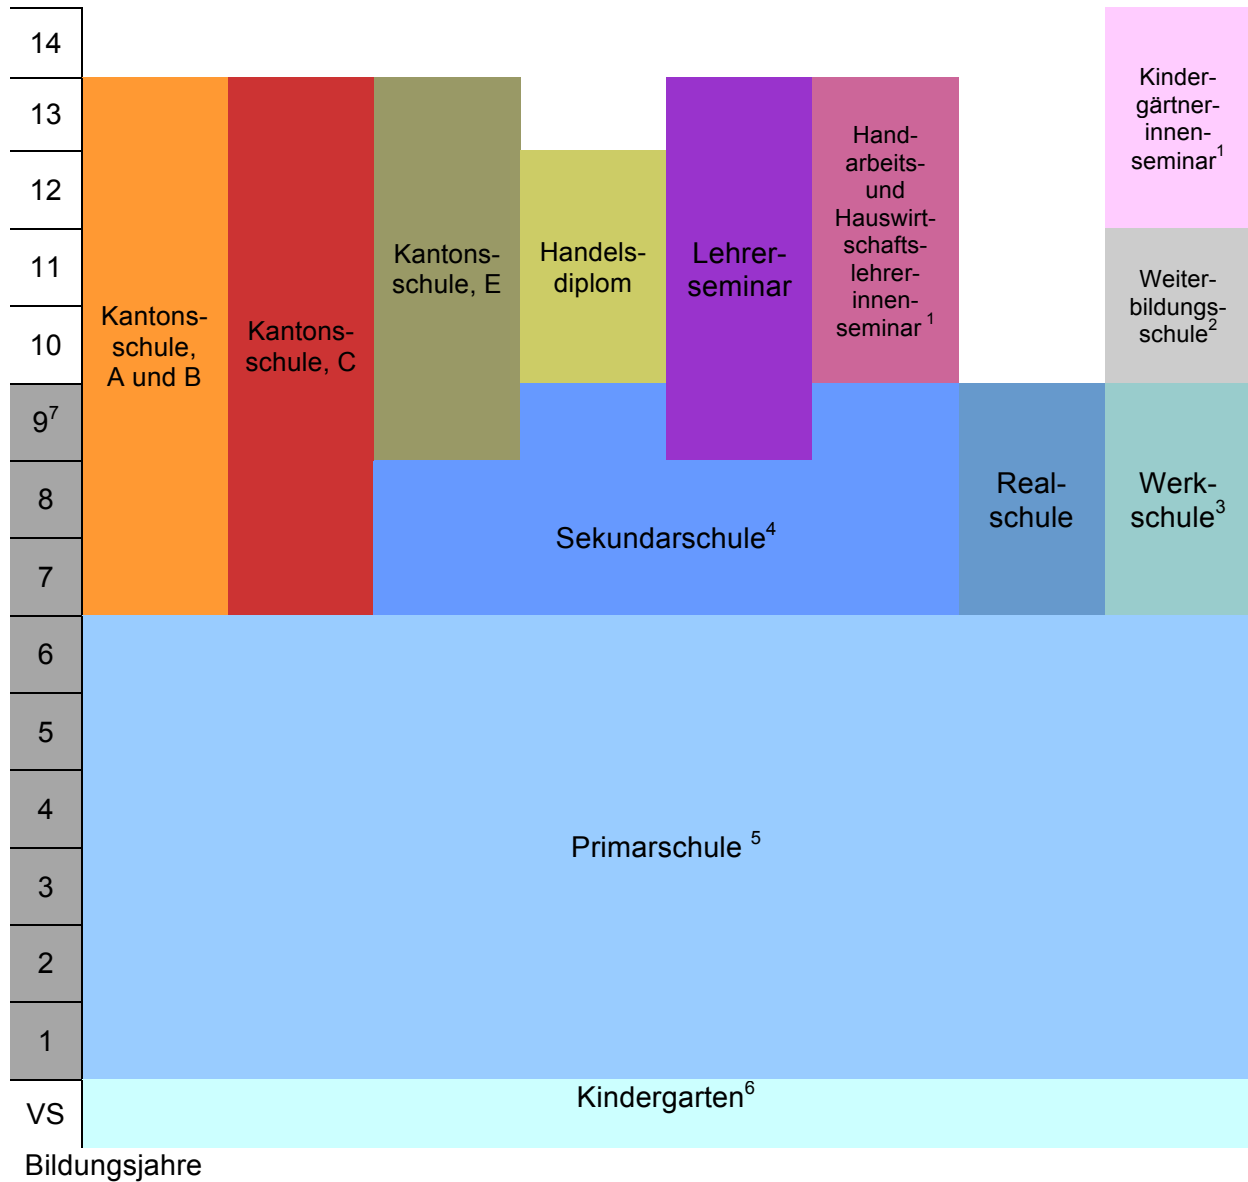 14
13
12
11
10
9⁷
8
7
6
5
4
3
2
1
VS
Bildungsjahre
Kantons-
schule,
A und B
Kantons-
schule, C
Kantons-
schule, E
Handels-
diplom
Lehrer-
seminar
Hand-
arbeits-
und
Hauswirt-
schafts-
lehrer-
innen-
seminar ¹
Kinder-
gärtner-
innen-
seminar¹
Weiter-
bildungs-
schule²
Real-
schule
Werk-
schule³
Sekundarschule⁴
Primarschule ⁵
Kindergarten⁶